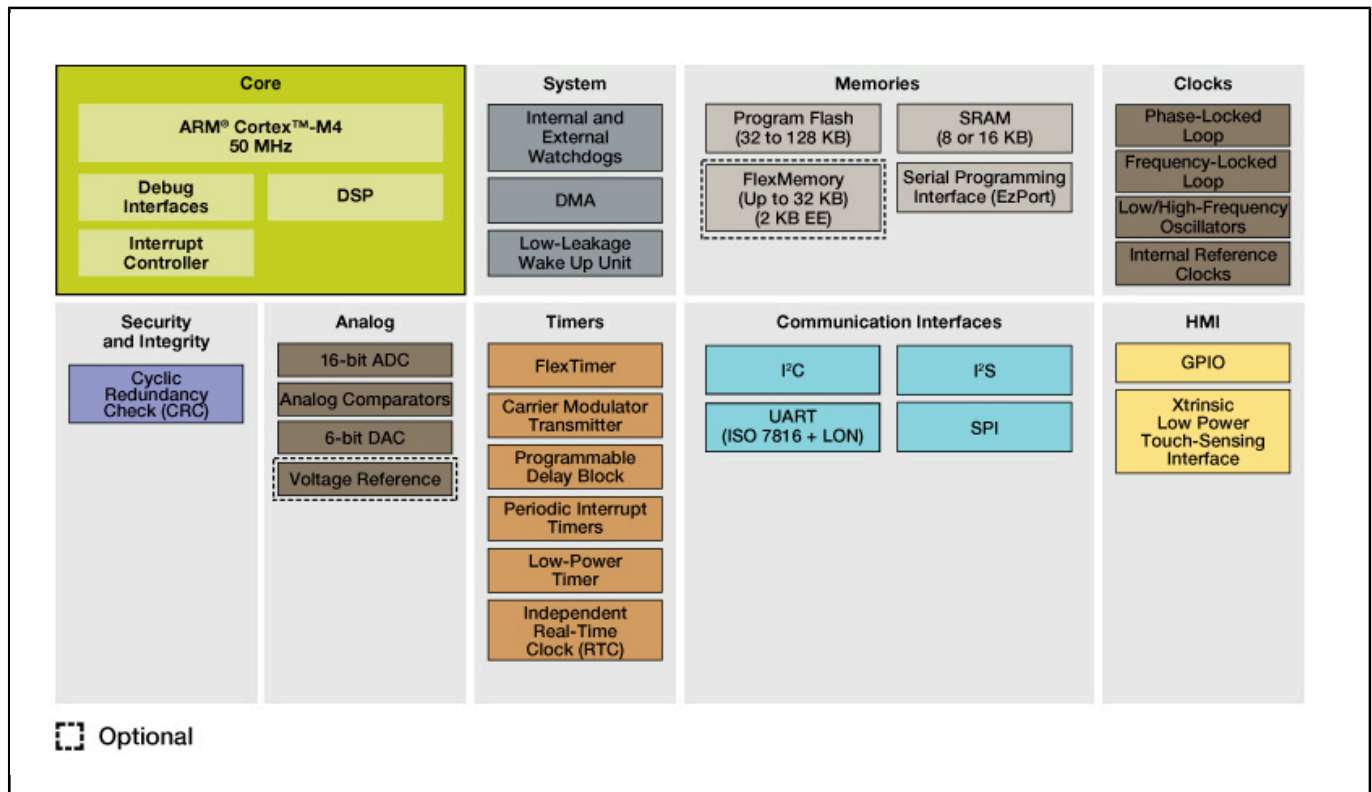 Core
ARM® Cortex™-M4
50 MHz
Debug
Interfaces
DSP
Interrupt
Controller
System
Internal and
External
Watchdogs
DMA
Low-Leakage
Wake Up Unit
Memories
Program Flash
(32 to 128 KB)
SRAM
(8 or 16 KB)
FlexMemory
(Up to 32 KB)
(2 KB EE)
Serial Programming
Interface (EzPort)
Clocks
Phase-Locked
Loop
Frequency-Locked
Loop
Low/High-Frequency
Oscillators
Internal Reference
Clocks
Security
and Integrity
Cyclic
Redundancy
Check (CRC)
Analog
16-bit ADC
Analog Comparators
6-bit DAC
Voltage Reference
Timers
FlexTimer
Carrier Modulator
Transmitter
Programmable
Delay Block
Periodic Interrupt
Timers
Low-Power
Timer
Independent
Real-Time
Clock (RTC)
Communication Interfaces
I²C
I²S
UART
(ISO 7816 + LON)
SPI
HMI
GPIO
Xtrinsic
Low Power
Touch-Sensing
Interface
Optional